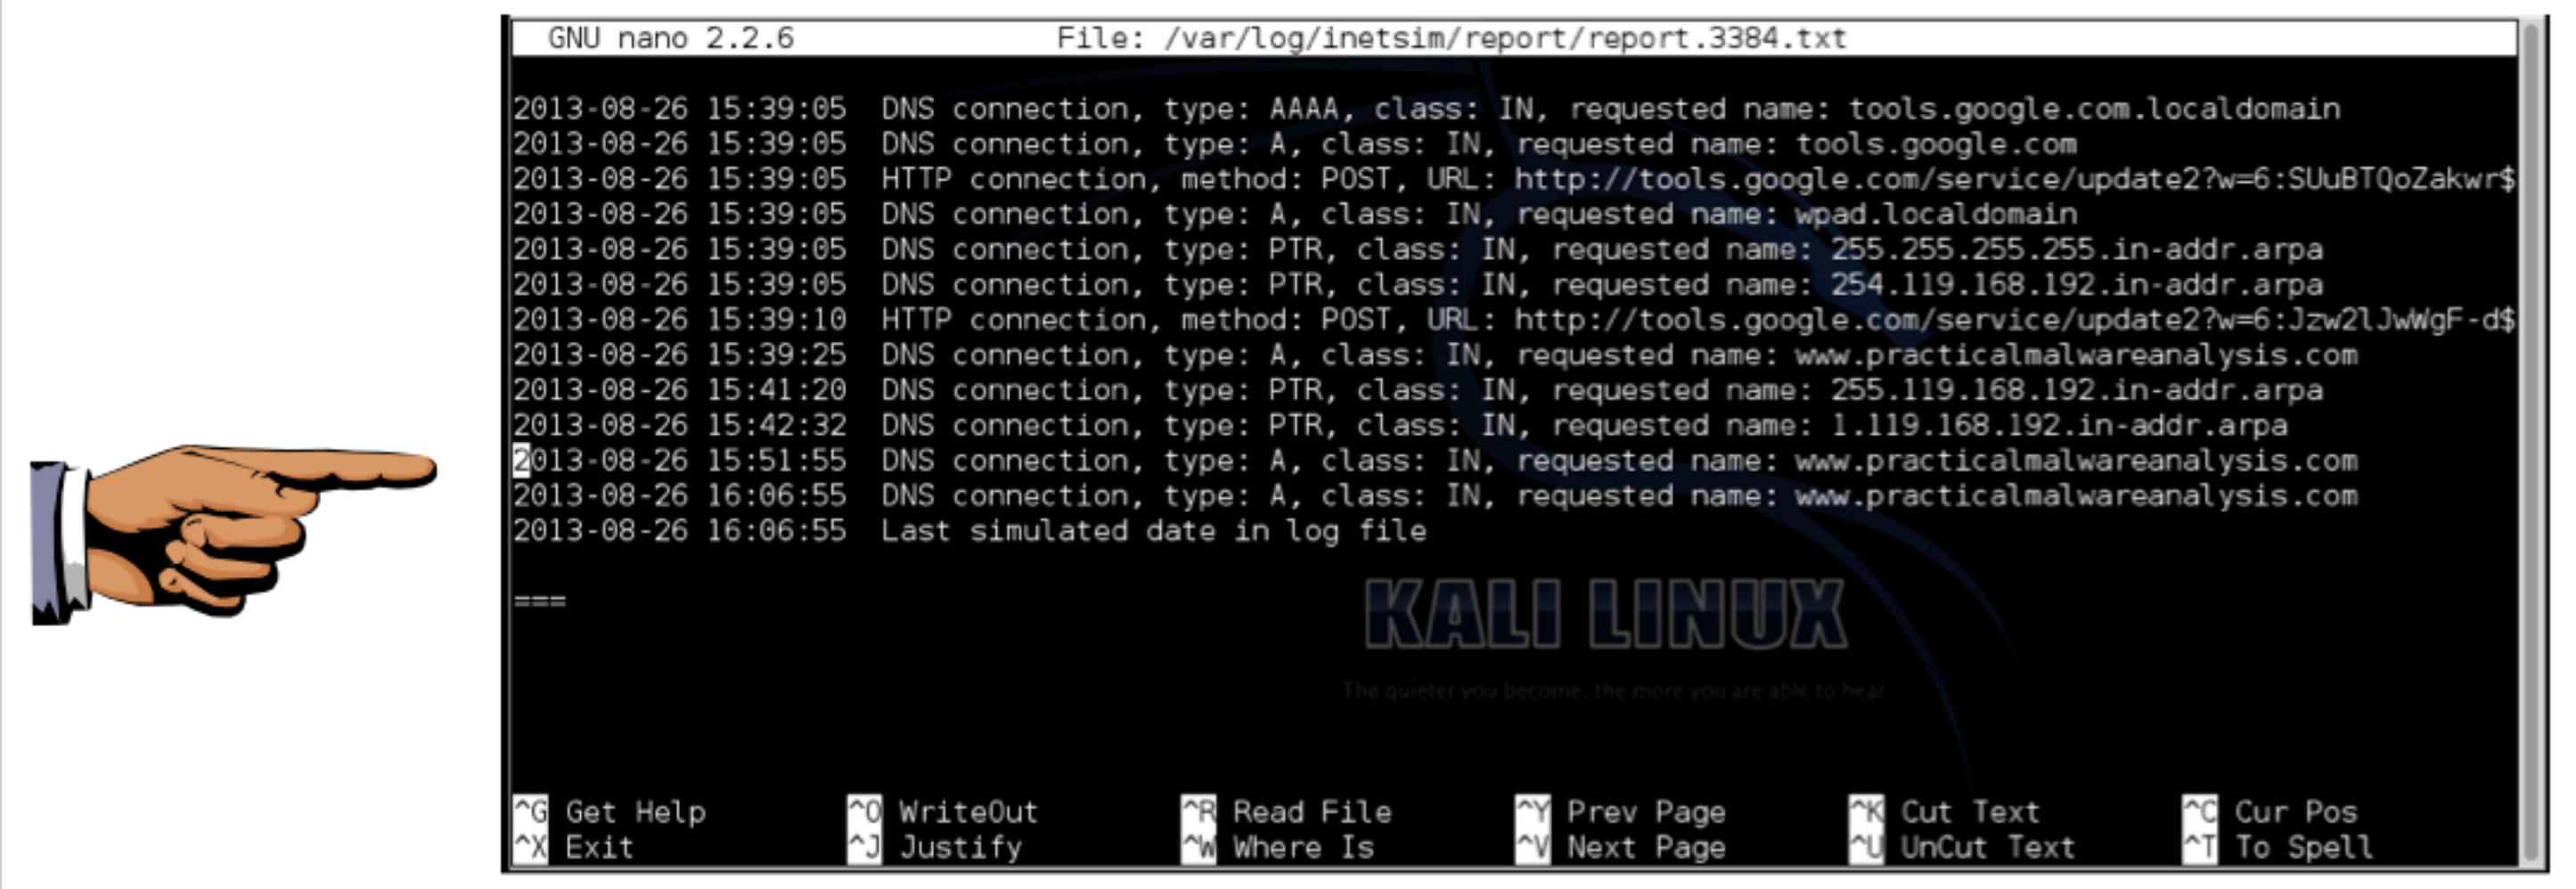 GNU nano 2.2.6 File: /var/log/inetsim/report/report.3384.txt
2013-08-26 15:39:05 DNS connection, type: AAAA, class: IN, requested name: tools.google.com.localdomain
2013-08-26 15:39:05 DNS connection, type: A, class: IN, requested name: tools.google.com
2013-08-26 15:39:05 HTTP connection, method: POST, URL: http://tools.google.com/service/update2?w=6:SUuBTQoZakwr$
2013-08-26 15:39:05 DNS connection, type: A, class: IN, requested name: wpad.localdomain
2013-08-26 15:39:05 DNS connection, type: PTR, class: IN, requested name: 255.255.255.255.in-addr.arpa
2013-08-26 15:39:05 DNS connection, type: PTR, class: IN, requested name: 254.119.168.192.in-addr.arpa
2013-08-26 15:39:10 HTTP connection, method: POST, URL: http://tools.google.com/service/update2?w=6:Jzw2lJwWgF-d$
2013-08-26 15:39:25 DNS connection, type: A, class: IN, requested name: www.practicalmalwareanalysis.com
2013-08-26 15:41:20 DNS connection, type: PTR, class: IN, requested name: 255.119.168.192.in-addr.arpa
2013-08-26 15:42:32 DNS connection, type: PTR, class: IN, requested name: 1.119.168.192.in-addr.arpa
2013-08-26 15:51:55 DNS connection, type: A, class: IN, requested name: www.practicalmalwareanalysis.com
2013-08-26 16:06:55 DNS connection, type: A, class: IN, requested name: www.practicalmalwareanalysis.com
2013-08-26 16:06:55 Last simulated date in log file
===
KALI LINUX
The quieter you become, the more you are able to hear
^G Get Help ^O WriteOut ^R Read File ^Y Prev Page ^K Cut Text ^C Cur Pos
^X Exit ^J Justify ^W Where Is ^V Next Page ^U UnCut Text ^T To Spell